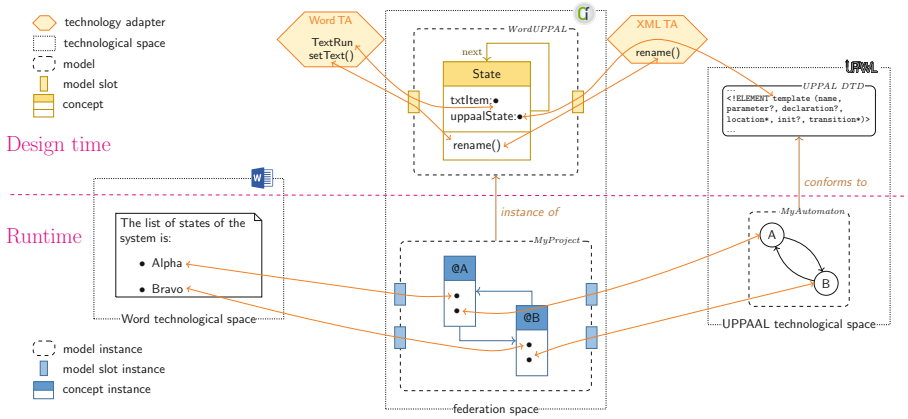 technology adapter
technological space
model
model slot
concept
Design time
Word TA
TextRun
setText()
WordUPPAL
next
State
txtItem:
uppaalState:
rename()
XML TA
rename()
UPPAAL
UPPAL DTD
...
<!ELEMENT template (name,
parameter?, declaration?,
location*, init?, transition*)>
...
instance of
conforms to
Runtime
The list of states of the
system is:
• Alpha
• Bravo
Word technological space
MyProject
@A
@B
federation space
MyAutomaton
A
B
UPPAAL technological space
model instance
model slot instance
concept instance